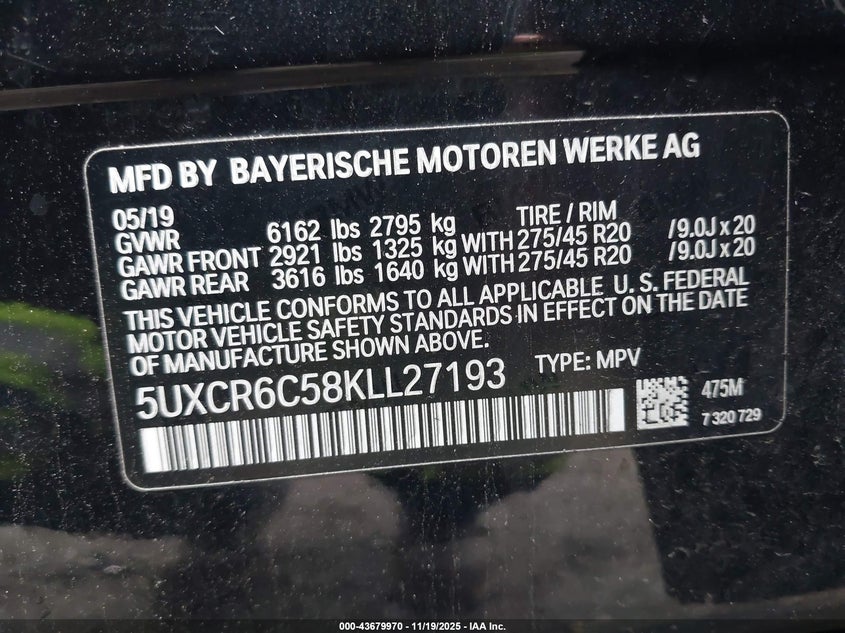 MFD BY BAYERISCHE MOTOREN WERKE AG
05/19 TIRE / RIM
GVWR 6162 lbs 2795 kg
GAWR FRONT 2921 lbs 1325 kg WITH 275/45 R20 /9.0J x 20
GAWR REAR 3616 lbs 1640 kg WITH 275/45 R20 /9.0J x 20
THIS VEHICLE CONFORMS TO ALL APPLICABLE U. S. FEDERAL
MOTOR VEHICLE SAFETY STANDARDS IN EFFECT ON THE DATE
OF MANUFACTURE SHOWN ABOVE.
5UXCR6C58KLL27193 TYPE: MPV
475M
7 320 729
000-43679970 - 11/19/2025 - IAA Inc.